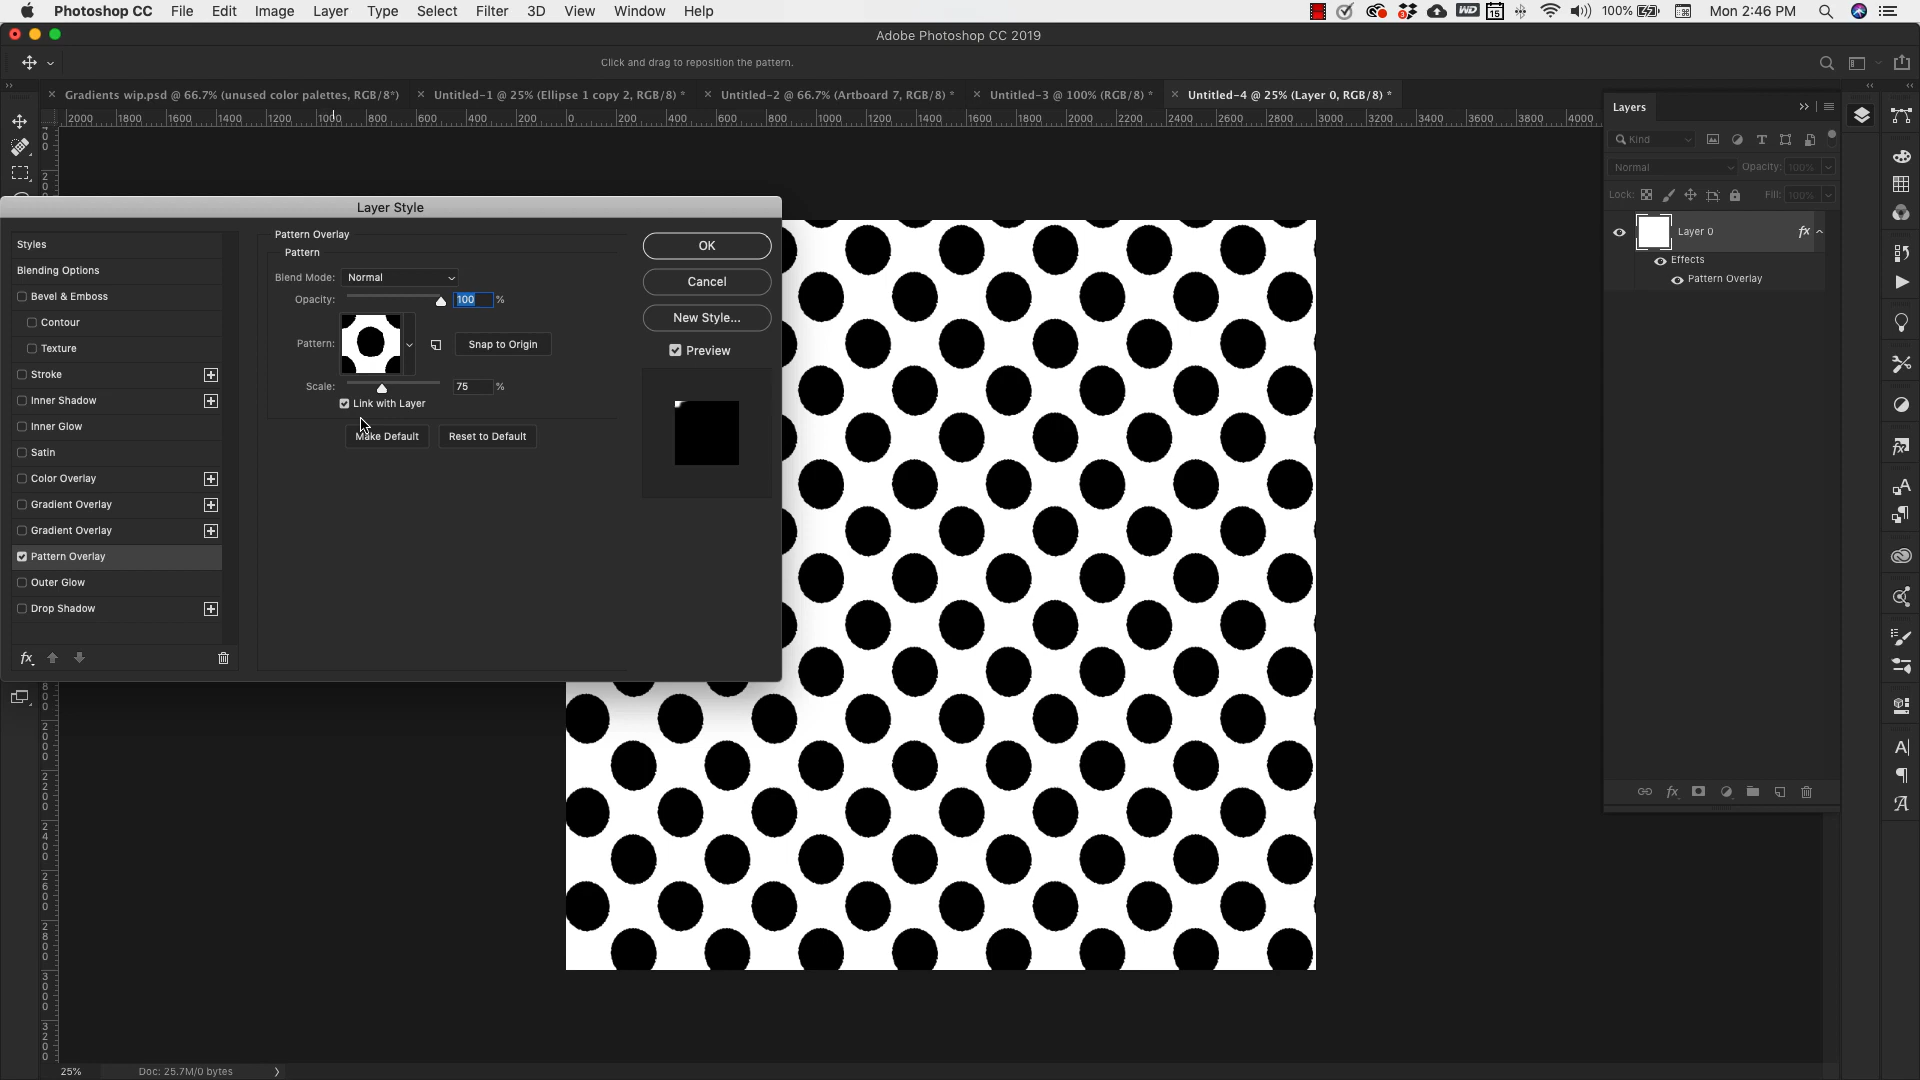 Photoshop CC File Edit Image Layer Type Select Filter 3D View Window Help 100% Mon 2:46 PM
Adobe Photoshop CC 2019
Click and drag to reposition the pattern.
Gradients wip.psd @ 66.7% (unused color palettes, RGB/8*) Untitled-1 @ 25% (Ellipse 1 copy 2, RGB/8) * Untitled-2 @ 66.7% (Artboard 7, RGB/8) * Untitled-3 @ 100% (RGB/8) * Untitled-4 @ 25% (Layer 0, RGB/8) *
2000 1800 1600 1400 1200 1000 800 600 400 200 0 200 400 600 800 1000 1200 1400 1600 1800 2000 2200 2400 2600 2800 3000 3200 3400 3600 3800 4000
Layers
Kind
Normal Opacity: 100%
Lock: Fill: 100%
Layer 0 fx
Effects
Pattern Overlay
Layer Style
Styles
Blending Options
Bevel & Emboss
Contour
Texture
Stroke
Inner Shadow
Inner Glow
Satin
Color Overlay
Gradient Overlay
Gradient Overlay
Pattern Overlay
Outer Glow
Drop Shadow
fx
Pattern Overlay
Pattern
Blend Mode: Normal
Opacity: 100 %
Pattern: Snap to Origin
Scale: 75 %
Link with Layer
Make Default Reset to Default
OK
Cancel
New Style...
Preview
25% Doc: 25.7M/0 bytes